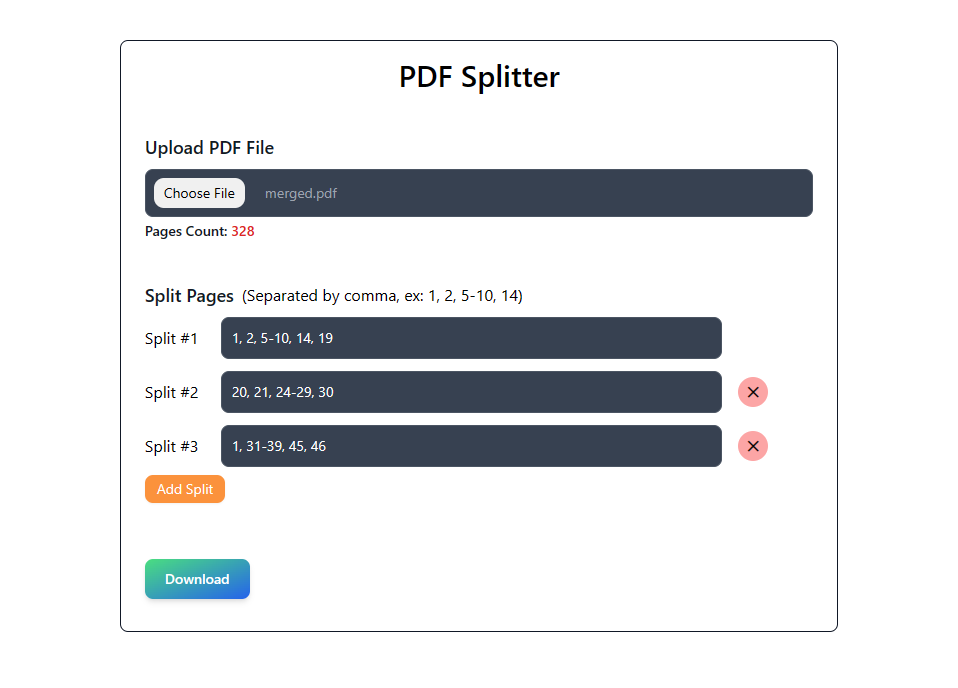 PDF Splitter
Upload PDF File
Choose File merged.pdf
Pages Count: 328
Split Pages (Separated by comma, ex: 1, 2, 5-10, 14)
Split #1 1, 2, 5-10, 14, 19
Split #2 20, 21, 24-29, 30
Split #3 1, 31-39, 45, 46
Add Split
Download